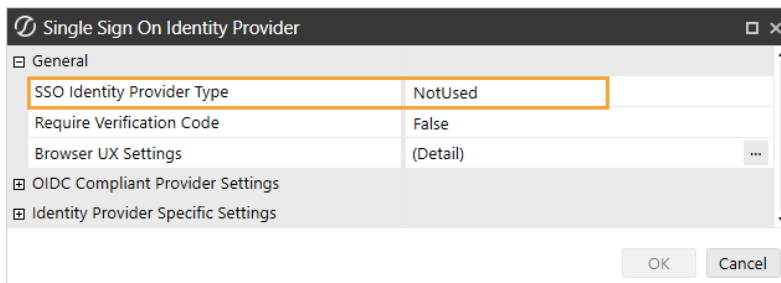 Single Sign On Identity Provider
General
SSO Identity Provider Type NotUsed
Require Verification Code False
Browser UX Settings (Detail) ...
OIDC Compliant Provider Settings
Identity Provider Specific Settings
OK Cancel